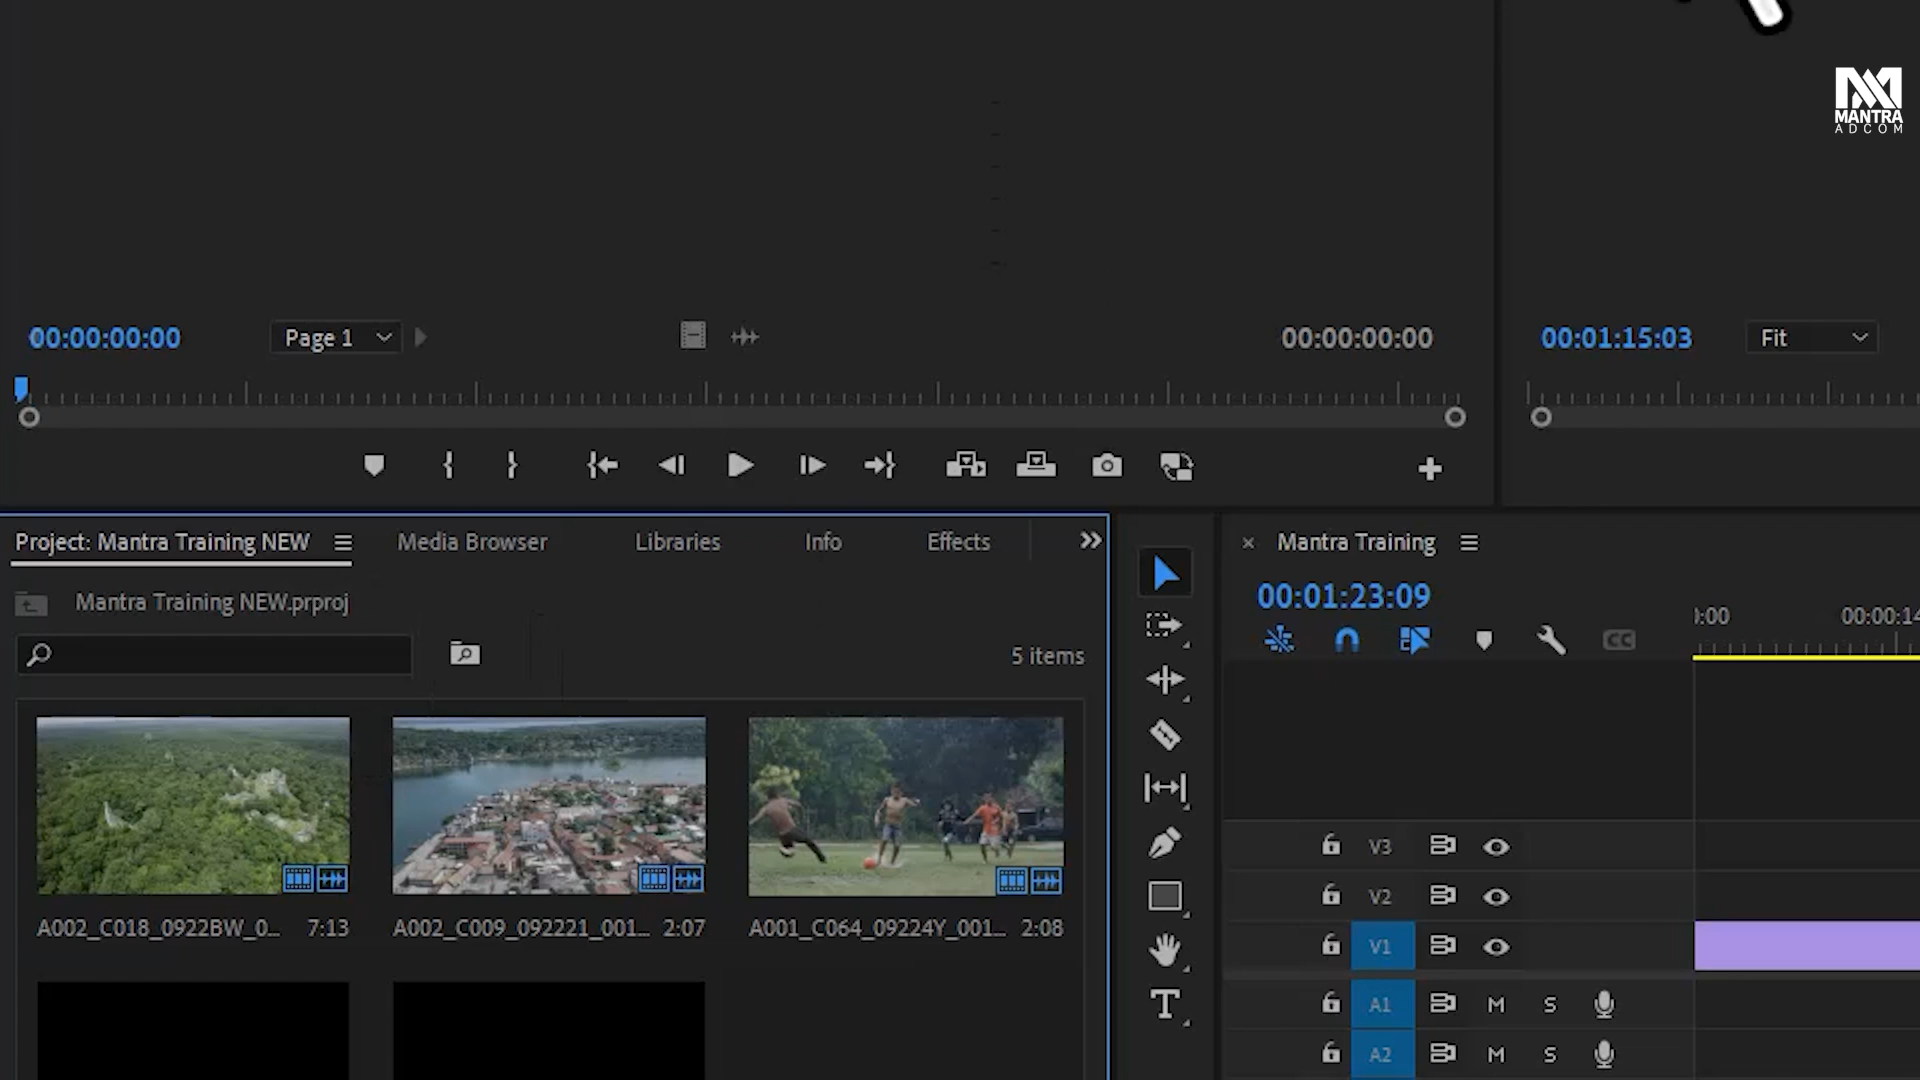 MANTRA
ADCOM
00:00:00:00
Page 1
00:00:00:00
00:01:15:03
Fit
Project: Mantra Training NEW
Media Browser
Libraries
Info
Effects
Mantra Training NEW.prproj
5 items
A002_C018_0922BW_0... 7:13
A002_C009_092221_001... 2:07
A001_C064_09224Y_001... 2:08
T
× Mantra Training
00:01:23:09
:00
00:00:14
CC
V3
V2
V1
A1 M S
A2 M S